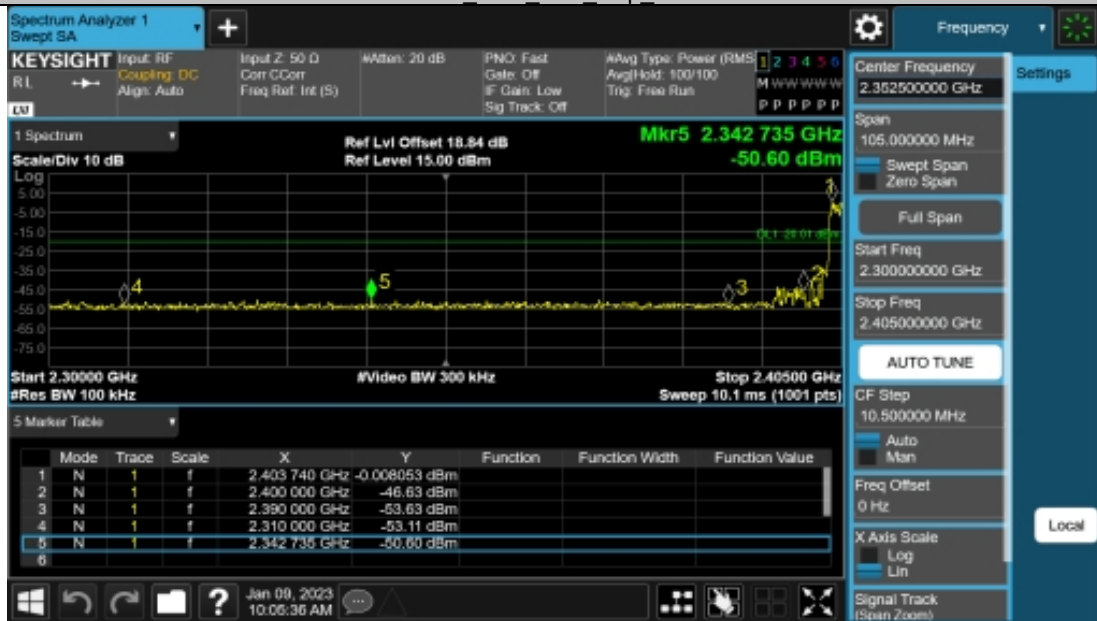 Spectrum Analyzer 1
Swept SA
+
Frequency
KEYSIGHT
RL
LXI
Input: RF
Coupling: DC
Align: Auto
Input Z: 50 Ω
Corr CCorr
Freq Ref: Int (S)
#Atten: 20 dB
PNO: Fast
Gate: Off
IF Gain: Low
Sig Track: Off
#Avg Type: Power (RMS
Avg|Hold: 100/100
Trig: Free Run
1 2 3 4 5 6
M W W W W W
P P P P P P
1 Spectrum
Scale/Div 10 dB
Ref Lvl Offset 18.84 dB
Ref Level 15.00 dBm
Mkr5 2.342 735 GHz
-50.60 dBm
Log
5.00
-5.00
-15.0
DL1 -20.01 dBm
-25.0
-35.0
-45.0
-55.0
-65.0
-75.0
4
5
3
2
1
Start 2.30000 GHz
#Video BW 300 kHz
Stop 2.40500 GHz
#Res BW 100 kHz
Sweep 10.1 ms (1001 pts)
5 Marker Table
Mode Trace Scale X Y Function Function Width Function Value
1 N 1 f 2.403 740 GHz -0.008053 dBm
2 N 1 f 2.400 000 GHz -46.63 dBm
3 N 1 f 2.390 000 GHz -53.63 dBm
4 N 1 f 2.310 000 GHz -53.11 dBm
5 N 1 f 2.342 735 GHz -50.60 dBm
6
?
Jan 09, 2023
10:05:36 AM
Center Frequency
2.352500000 GHz
Settings
Span
105.000000 MHz
Swept Span
Zero Span
Full Span
Start Freq
2.300000000 GHz
Stop Freq
2.405000000 GHz
AUTO TUNE
CF Step
10.500000 MHz
Auto
Man
Freq Offset
0 Hz
Local
X Axis Scale
Log
Lin
Signal Track
(Span Zoom)